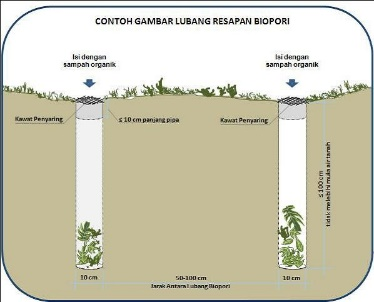 CONTOH GAMBAR LUBANG RESAPAN BIOPORI
Isi dengan
sampah organik
Isi dengan
sampah organik
Kawat Penyaring
≤ 10 cm panjang pipa
Kawat Penyaring
≤ 100 cm
tidak melebihi muka air tanah
10 cm
50-100 cm
10 cm
Jarak Antara Lubang Biopori